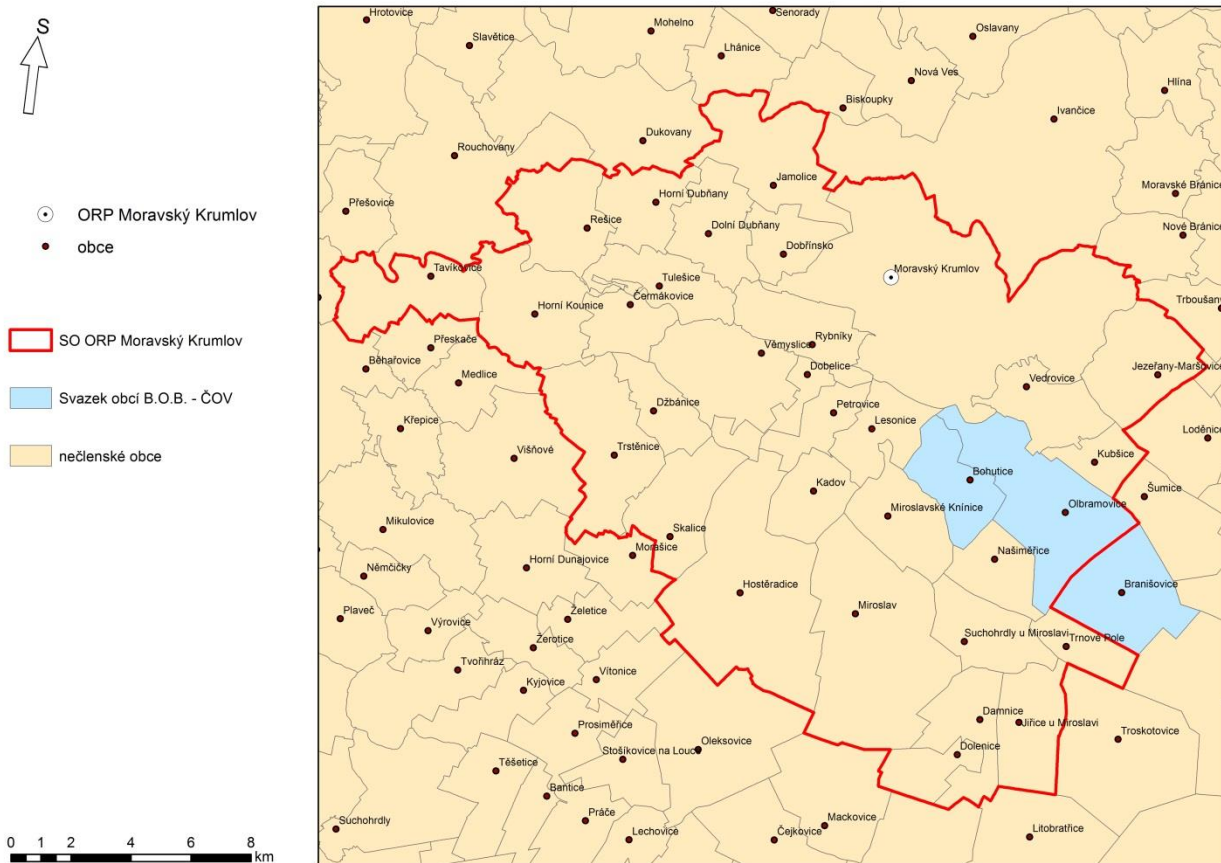 S
ORP Moravský Krumlov
obce
SO ORP Moravský Krumlov
Svazek obcí B.O.B. - ČOV
nečlenské obce
0 1 2 4 6 8
km
Hrotovice
Slavětice
Mohelno
Senorady
Lhánice
Oslavany
Nová Ves
Hlína
Biskoupky
Ivančice
Dukovany
Rouchovany
Jamolice
Moravské Bránice
Přešovice
Horní Dubňany
Rešice
Dolní Dubňany
Nové Bránice
Dobřínsko
Tavíkovice
Moravský Krumlov
Tulešice
Čermákovice
Horní Kounice
Trboušany
Přeskače
Rybníky
Věmyslice
Běhařovice
Medlice
Dobelice
Vedrovice
Jezeřany-Maršovice
Džbánice
Petrovice
Lesonice
Křepice
Loděnice
Višňové
Trstěnice
Kubšice
Bohutice
Kadov
Šumice
Miroslavské Knínice
Olbramovice
Mikulovice
Skalice
Morašice
Našiměřice
Němčičky
Horní Dunajovice
Hostěradice
Branišovice
Plaveč
Želetice
Miroslav
Výrovice
Žerotice
Suchohrdly u Miroslavi
Trnové Pole
Tvořihráz
Vítonice
Kyjovice
Damnice
Jiřice u Miroslavi
Prosiměřice
Troskotovice
Stošíkovice na Louce
Oleksovice
Dolenice
Těšetice
Bantice
Práče
Mackovice
Suchohrdly
Lechovice
Čejkovice
Litobratřice